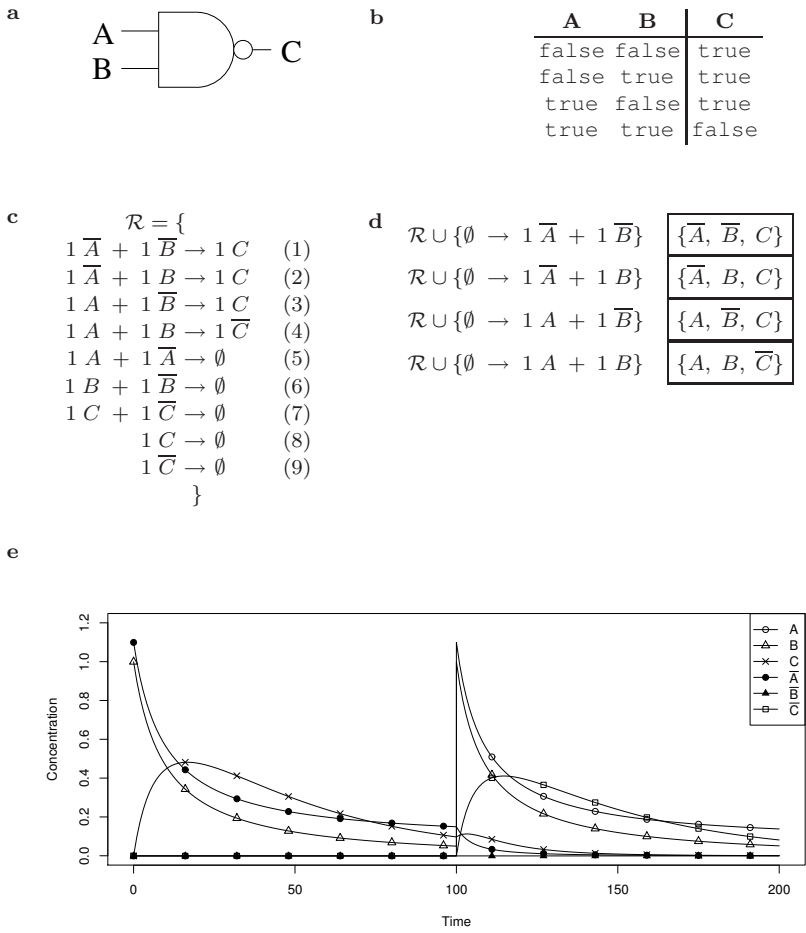 a
A
B
C
b
A B C
false false true
false true true
true false true
true true false
c
R = {
1 A̅ + 1 B̅ → 1 C (1)
1 A̅ + 1 B → 1 C (2)
1 A + 1 B̅ → 1 C (3)
1 A + 1 B → 1 C̅ (4)
1 A + 1 A̅ → ∅ (5)
1 B + 1 B̅ → ∅ (6)
1 C + 1 C̅ → ∅ (7)
1 C → ∅ (8)
1 C̅ → ∅ (9)
}
d
R ∪ {∅ → 1 A̅ + 1 B̅} {A̅, B̅, C}
R ∪ {∅ → 1 A̅ + 1 B} {A̅, B, C}
R ∪ {∅ → 1 A + 1 B̅} {A, B̅, C}
R ∪ {∅ → 1 A + 1 B} {A, B, C̅}
e
Concentration
1.2
1.0
0.8
0.6
0.4
0.2
0.0
A
B
C
A̅
B̅
C̅
0 50 100 150 200
Time